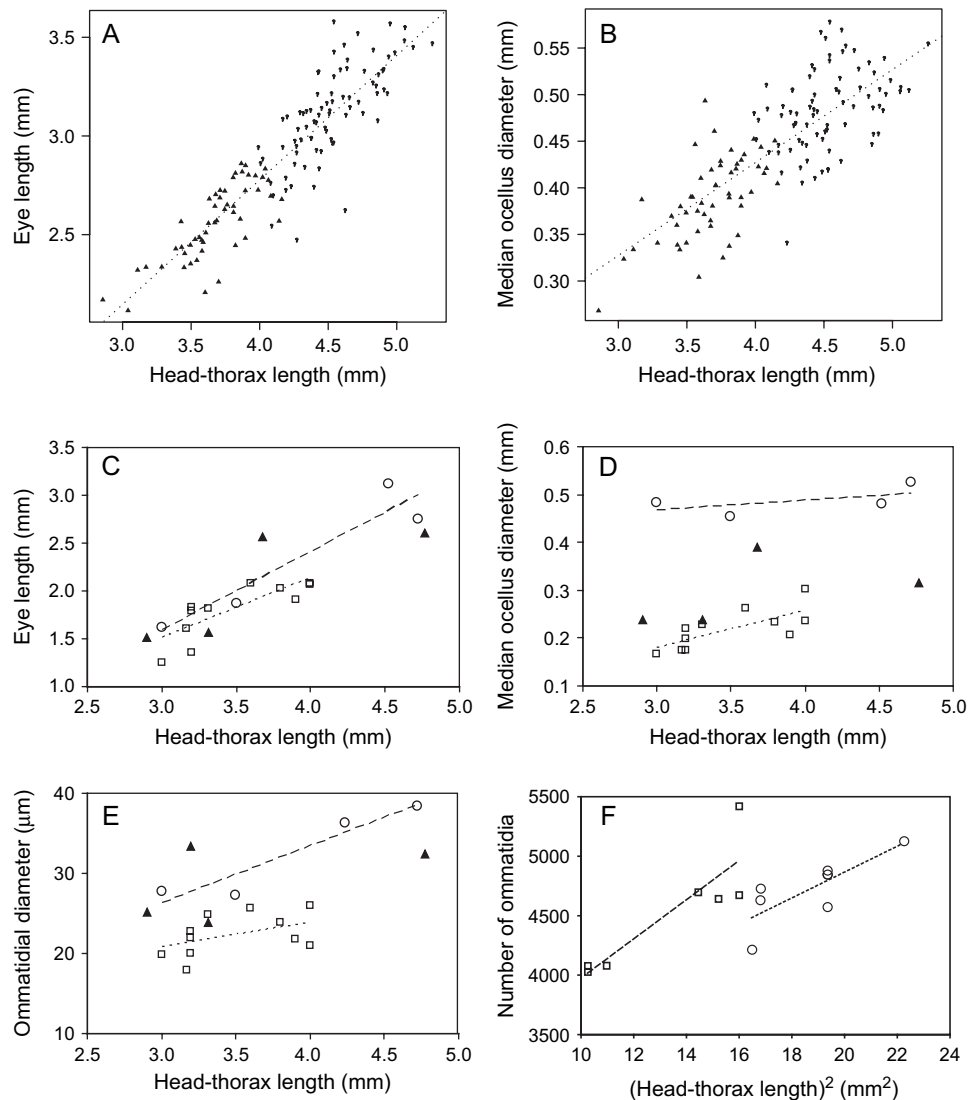 A
Eye length (mm)
3.5
3.0
2.5
3.0 3.5 4.0 4.5 5.0
Head-thorax length (mm)
B
Median ocellus diameter (mm)
0.55
0.50
0.45
0.40
0.35
0.30
3.0 3.5 4.0 4.5 5.0
Head-thorax length (mm)
C
Eye length (mm)
3.5
3.0
2.5
2.0
1.5
1.0
2.5 3.0 3.5 4.0 4.5 5.0
Head-thorax length (mm)
D
Median ocellus diameter (mm)
0.6
0.5
0.4
0.3
0.2
0.1
2.5 3.0 3.5 4.0 4.5 5.0
Head-thorax length (mm)
E
Ommatidial diameter (μm)
40
30
20
10
2.5 3.0 3.5 4.0 4.5 5.0
Head-thorax length (mm)
F
Number of ommatidia
5500
5000
4500
4000
3500
10 12 14 16 18 20 22 24
(Head-thorax length)² (mm²)